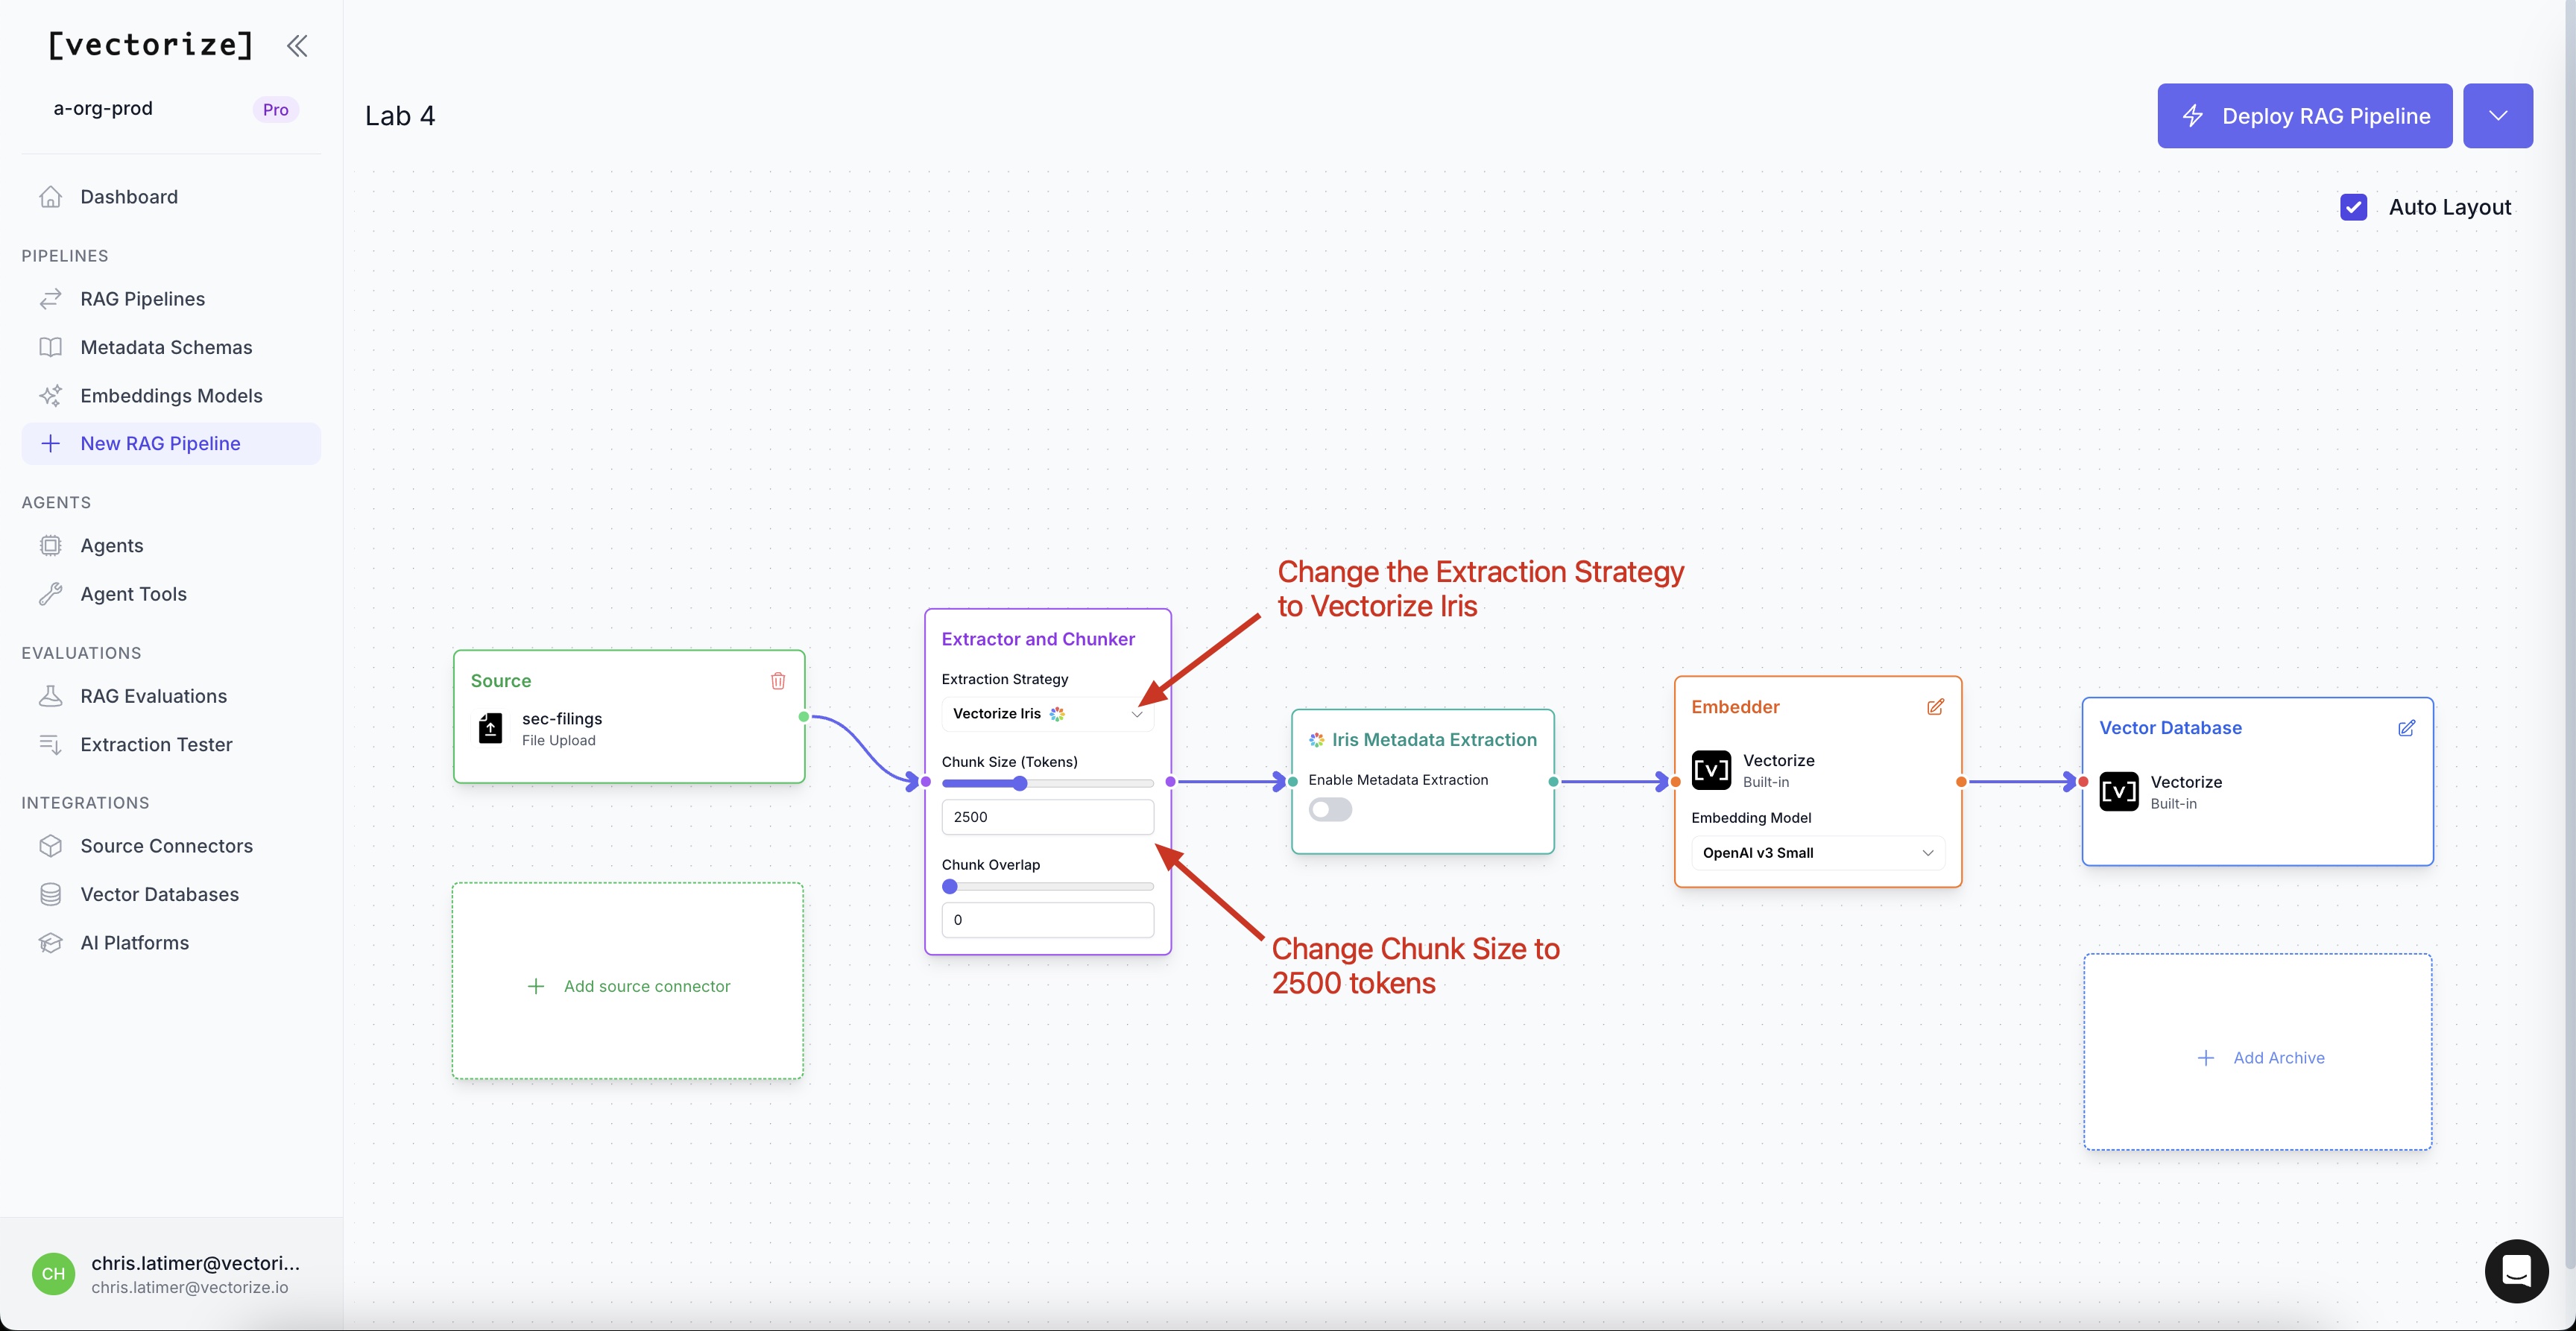 [vectorize]
a-org-prod
Pro
Dashboard
PIPELINES
RAG Pipelines
Metadata Schemas
Embeddings Models
New RAG Pipeline
AGENTS
Agents
Agent Tools
EVALUATIONS
RAG Evaluations
Extraction Tester
INTEGRATIONS
Source Connectors
Vector Databases
AI Platforms
CH
chris.latimer@vectori...
chris.latimer@vectorize.io
Lab 4
Deploy RAG Pipeline
Auto Layout
Source
sec-filings
File Upload
Add source connector
Extractor and Chunker
Extraction Strategy
Vectorize Iris
Chunk Size (Tokens)
2500
Chunk Overlap
0
Change the Extraction Strategy
to Vectorize Iris
Change Chunk Size to
2500 tokens
Iris Metadata Extraction
Enable Metadata Extraction
Embedder
[V]
Vectorize
Built-in
Embedding Model
OpenAI v3 Small
Vector Database
[V]
Vectorize
Built-in
Add Archive